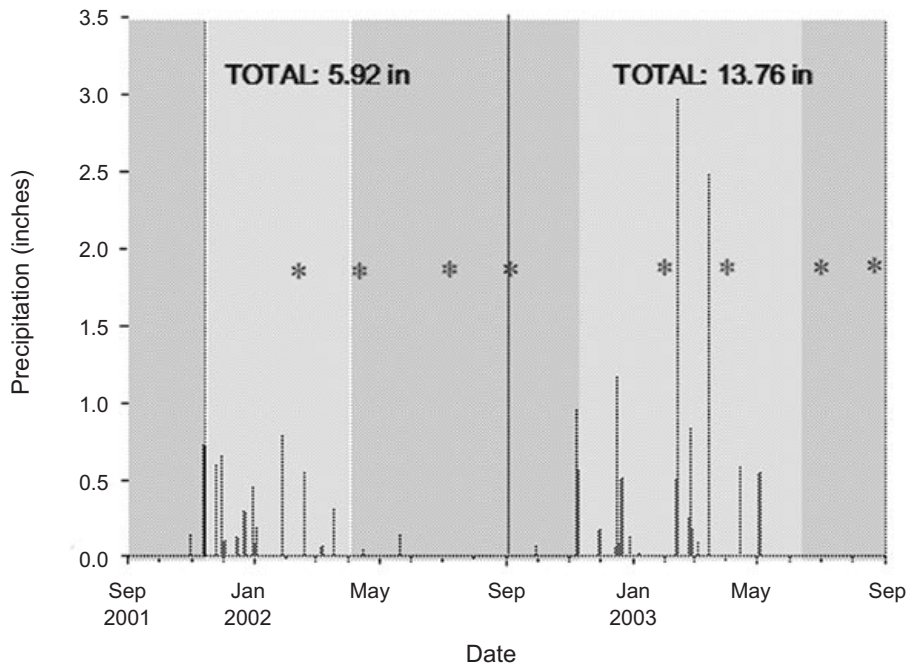 3.5
TOTAL: 5.92 in TOTAL: 13.76 in
3.0
2.5
2.0
* * * * * * * *
1.5
1.0
0.5
0.0
Precipitation (inches)
Sep Jan May Sep Jan May Sep
2001 2002 2003
Date